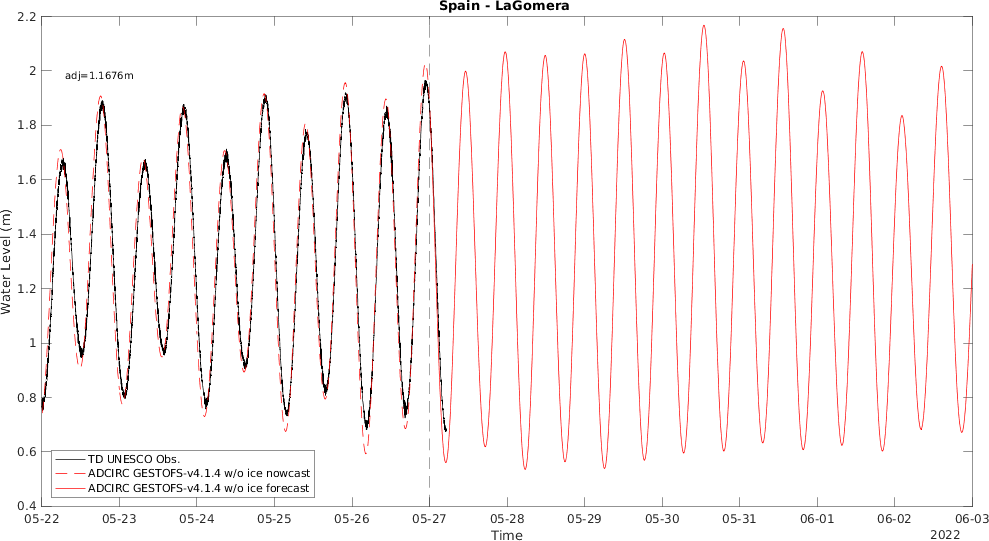 Spain - LaGomera
2.2
2
1.8
1.6
1.4
1.2
1
0.8
0.6
0.4
Water Level (m)
adj=1.1676m
TD UNESCO Obs.
ADCIRC GESTOFS-v4.1.4 w/o ice nowcast
ADCIRC GESTOFS-v4.1.4 w/o ice forecast
05-22 05-23 05-24 05-25 05-26 05-27 05-28 05-29 05-30 05-31 06-01 06-02 06-03
Time
2022